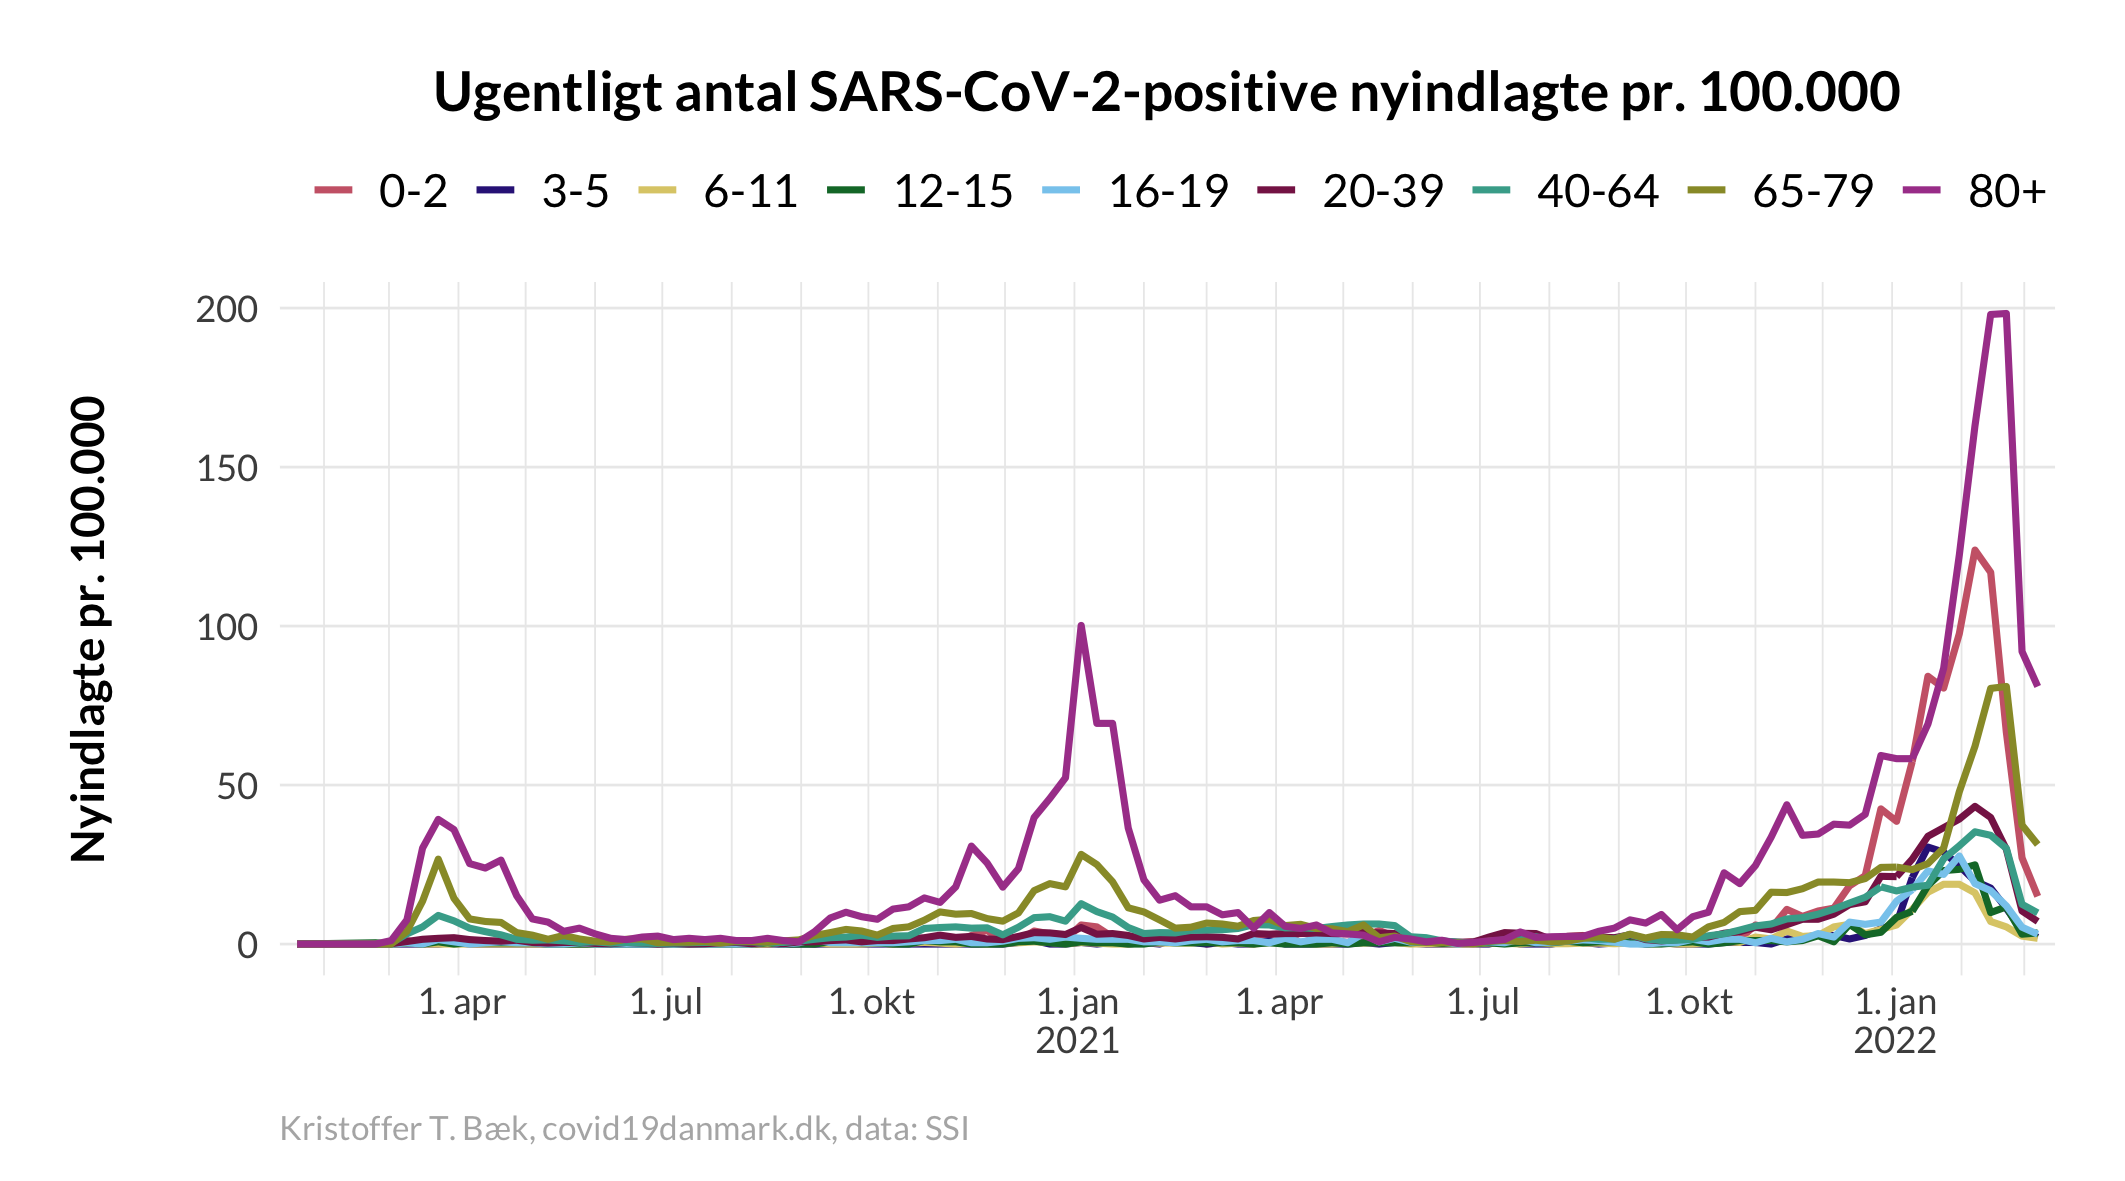 Ugentligt antal SARS-CoV-2-positive nyindlagte pr. 100.000
0-2 3-5 6-11 12-15 16-19 20-39 40-64 65-79 80+
Nyindlagte pr. 100.000
200
150
100
50
0
1. apr 1. jul 1. okt 1. jan 1. apr 1. jul 1. okt 1. jan
2021 2022
Kristoffer T. Bæk, covid19danmark.dk, data: SSI